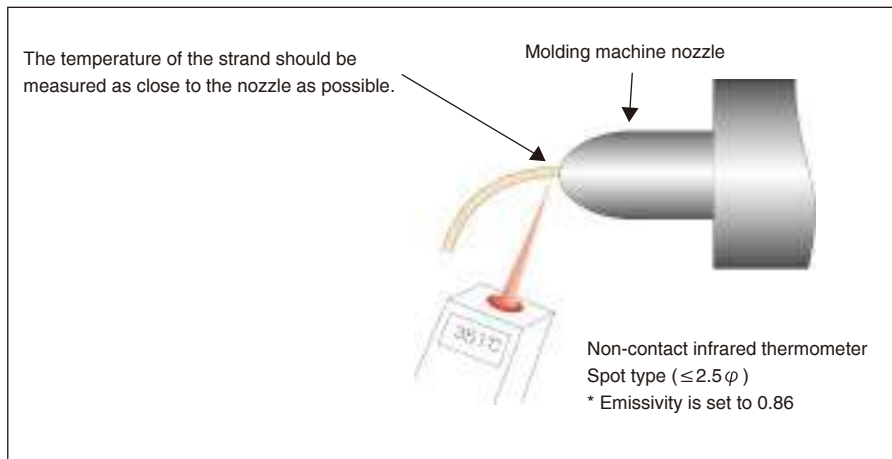 The temperature of the strand should be
measured as close to the nozzle as possible.
Molding machine nozzle
351℃
Non-contact infrared thermometer
Spot type (≤2.5φ)
* Emissivity is set to 0.86